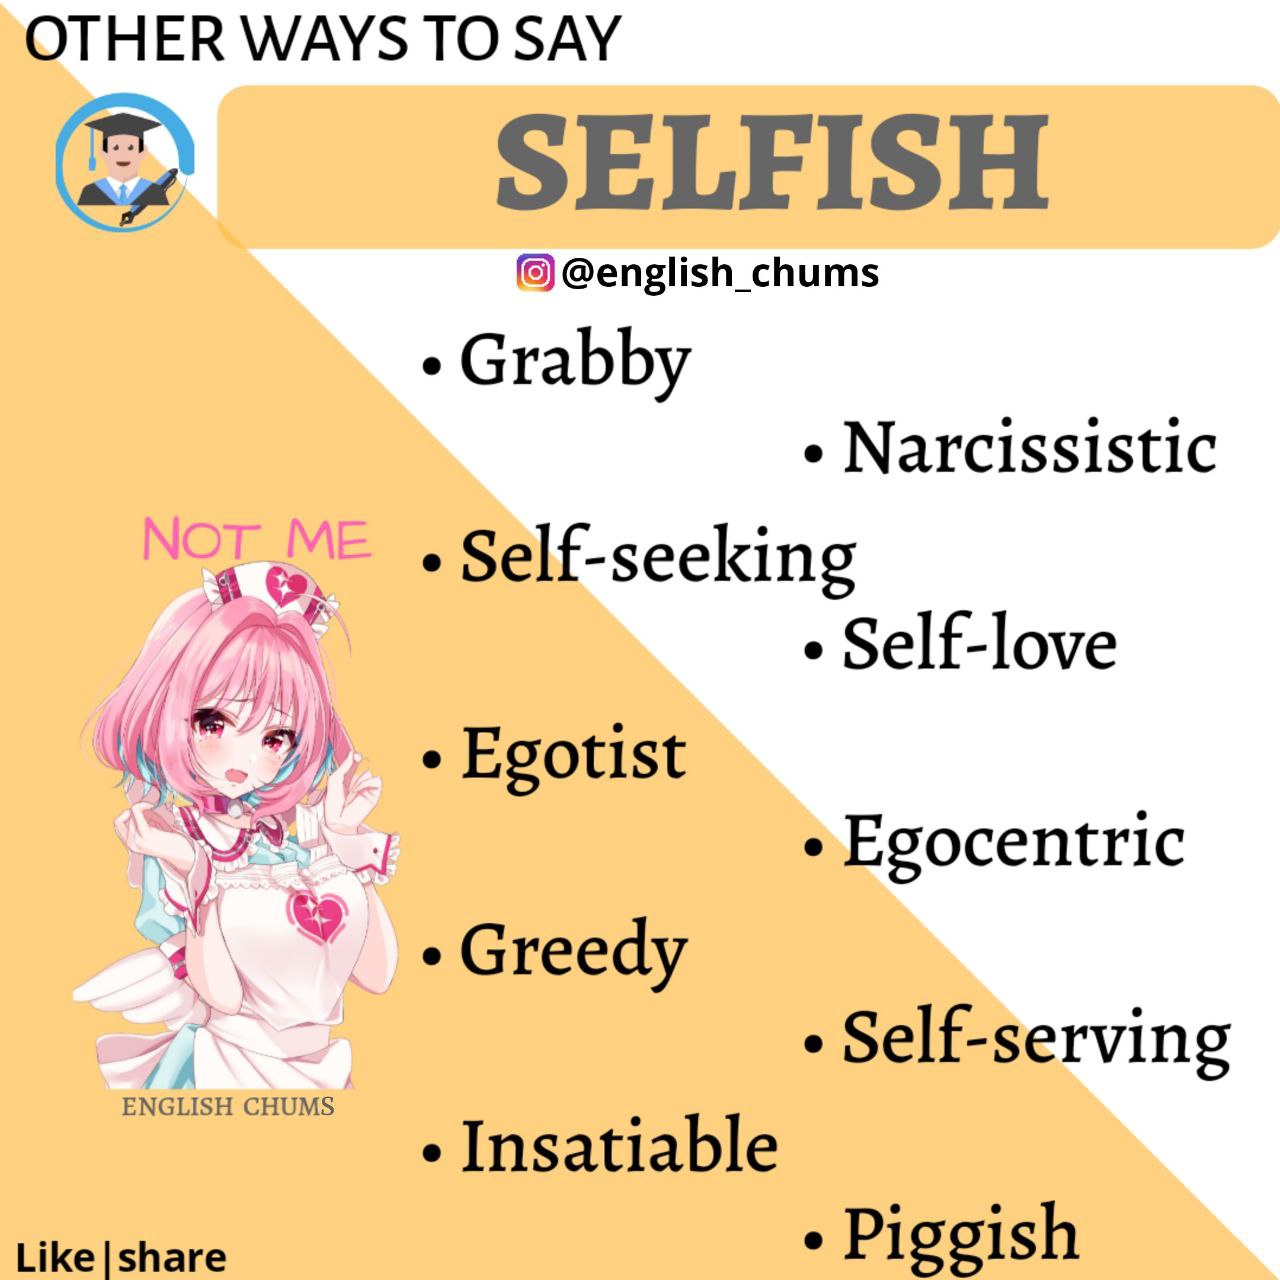 OTHER WAYS TO SAY
SELFISH
@english_chums
• Grabby
• Narcissistic
NOT ME
• Self-seeking
• Self-love
• Egotist
• Egocentric
• Greedy
• Self-serving
ENGLISH CHUMS
• Insatiable
• Piggish
Like|share